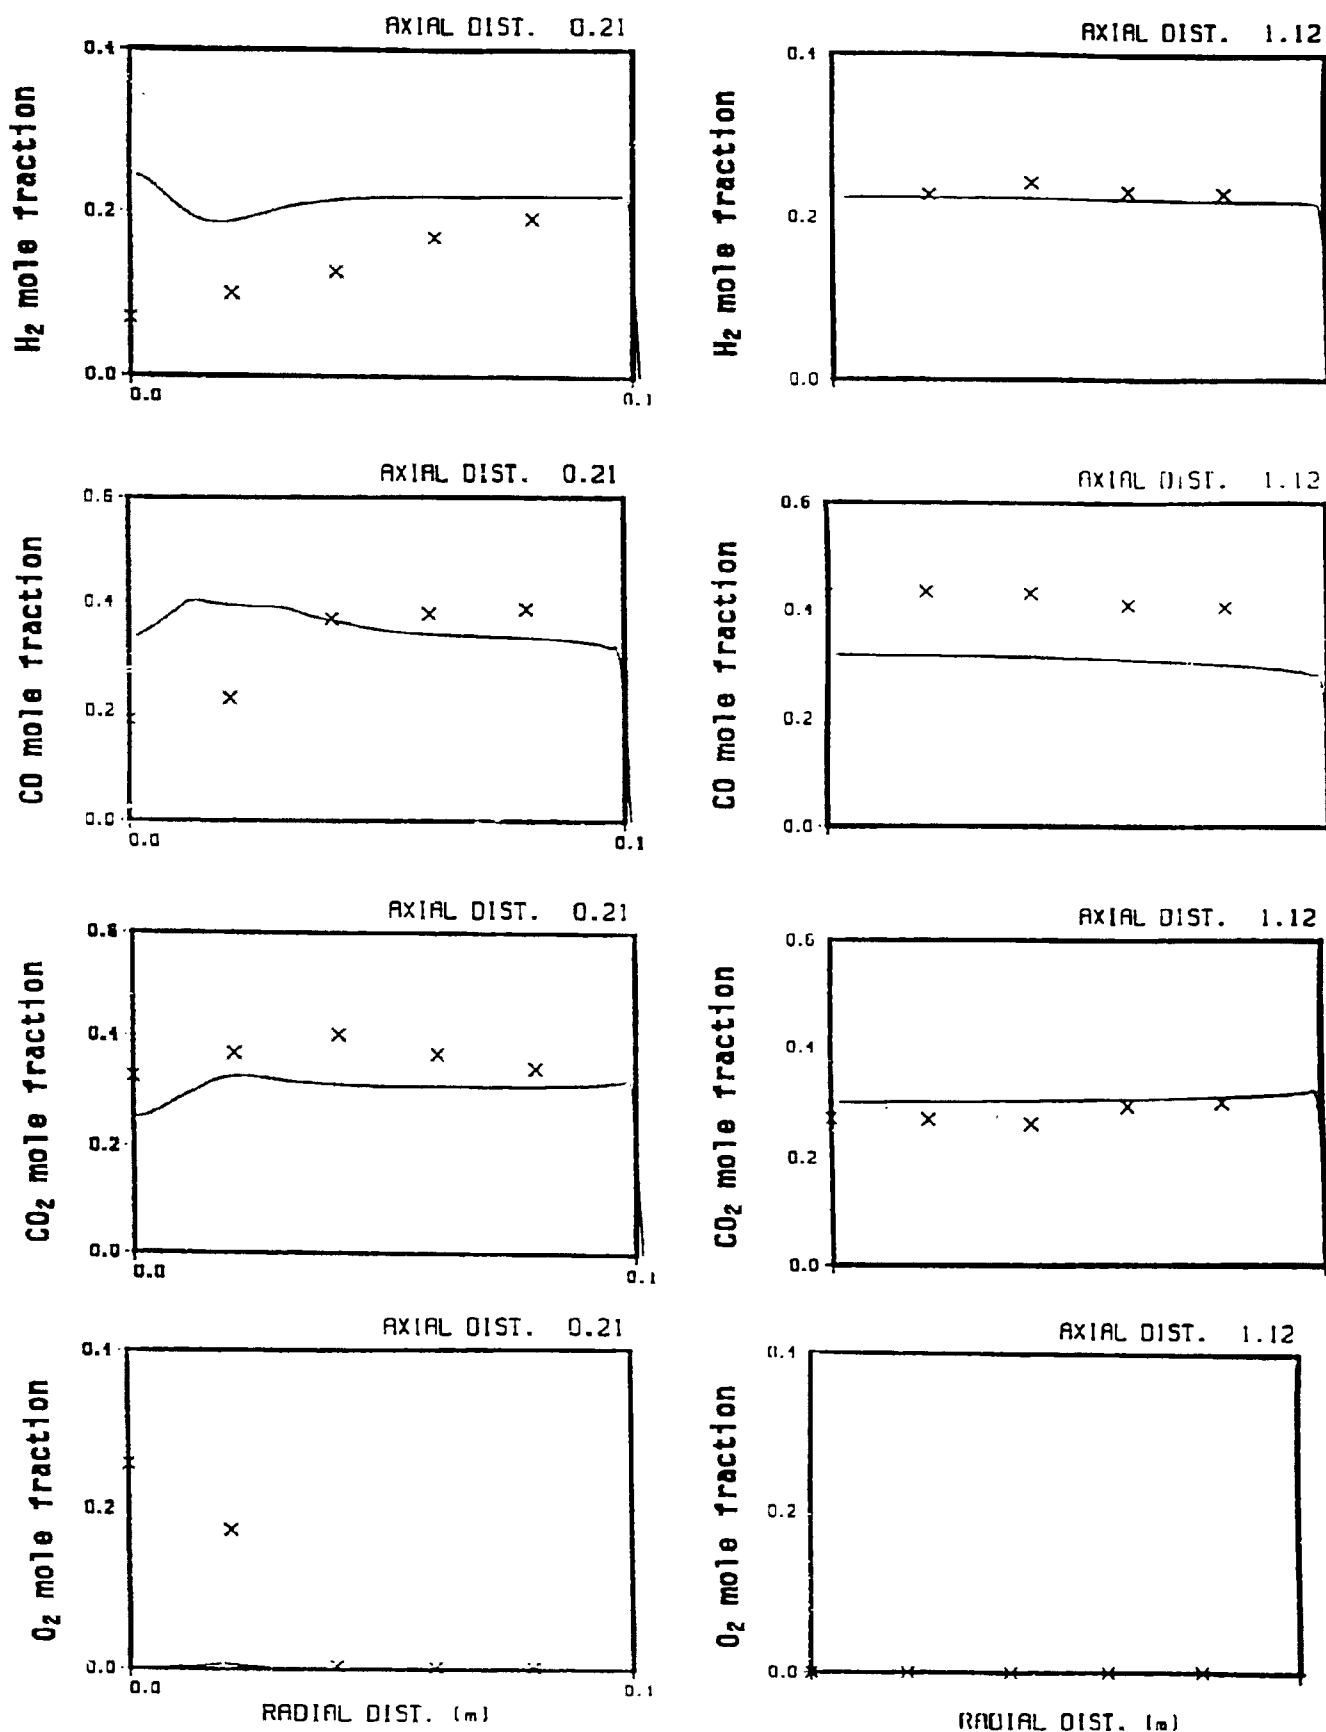 AXIAL DIST. 0.21
0.4
H₂ mole fraction
0.2
0.0
0.0
0.1
AXIAL DIST. 1.12
0.4
H₂ mole fraction
0.2
0.0
AXIAL DIST. 0.21
0.6
CO mole fraction
0.4
0.2
0.0
0.0
0.1
AXIAL DIST. 1.12
0.6
CO mole fraction
0.4
0.2
0.0
AXIAL DIST. 0.21
0.6
CO₂ mole fraction
0.4
0.2
0.0
0.0
0.1
AXIAL DIST. 1.12
0.6
CO₂ mole fraction
0.4
0.2
0.0
AXIAL DIST. 0.21
0.4
O₂ mole fraction
0.2
0.0
0.0
0.1
RADIAL DIST. (m)
AXIAL DIST. 1.12
0.4
O₂ mole fraction
0.2
0.0
RADIAL DIST. (m)